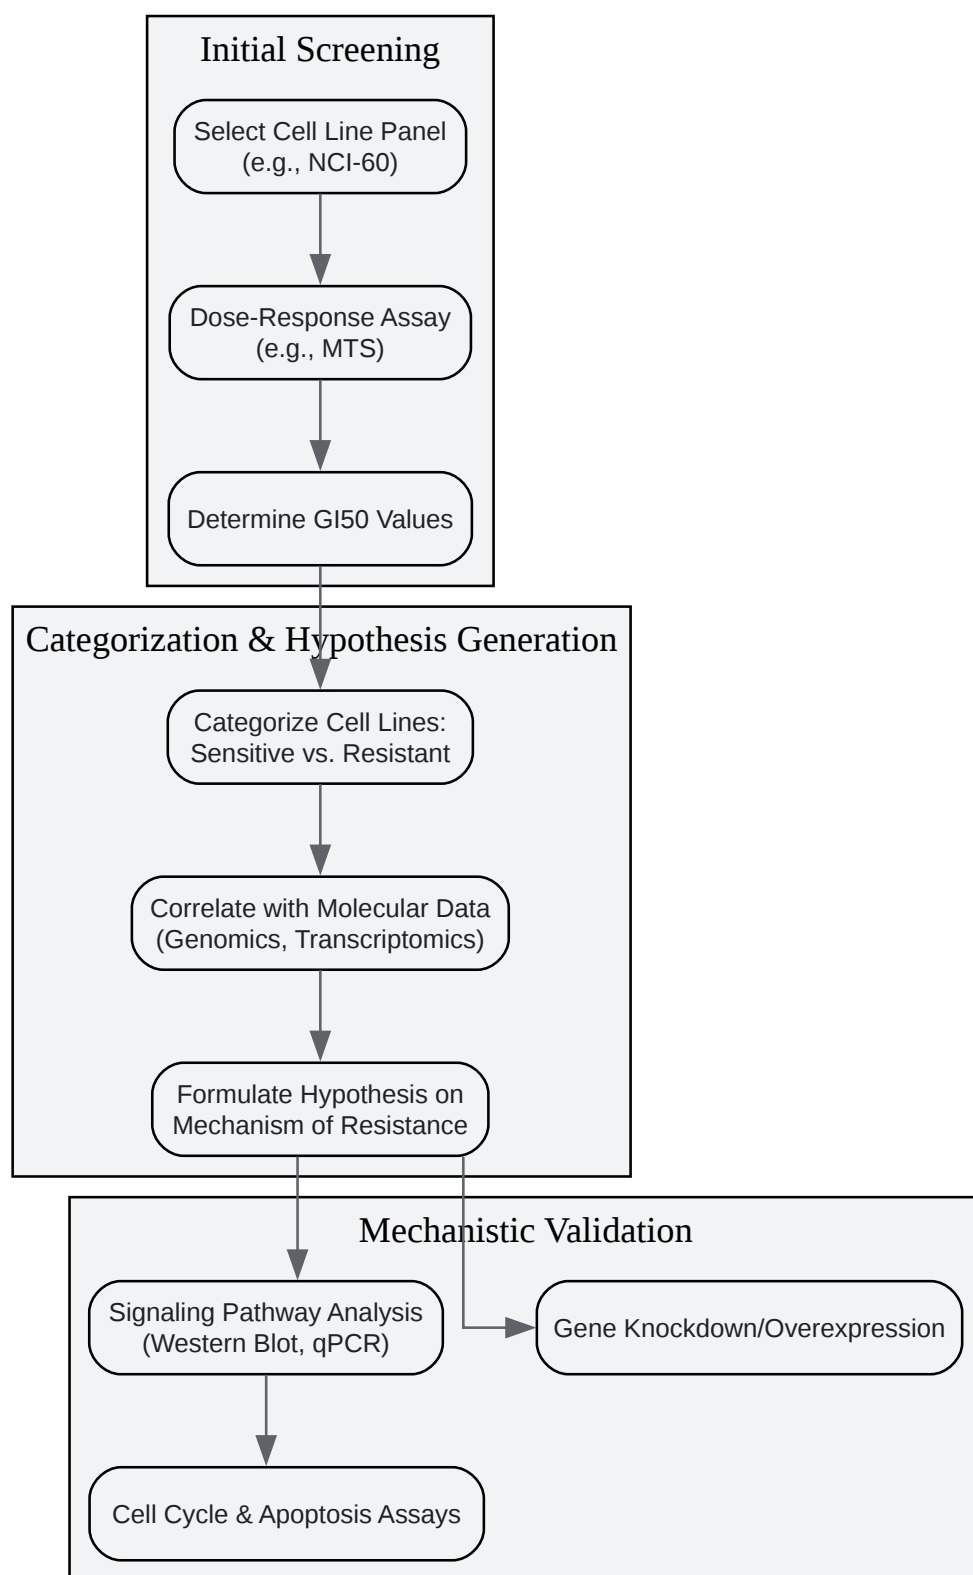 Initial Screening
Select Cell Line Panel
(e.g., NCI-60)
Dose-Response Assay
(e.g., MTS)
Determine GI50 Values
Categorization & Hypothesis Generation
Categorize Cell Lines:
Sensitive vs. Resistant
Correlate with Molecular Data
(Genomics, Transcriptomics)
Formulate Hypothesis on
Mechanism of Resistance
Mechanistic Validation
Signaling Pathway Analysis
(Western Blot, qPCR)
Gene Knockdown/Overexpression
Cell Cycle & Apoptosis Assays